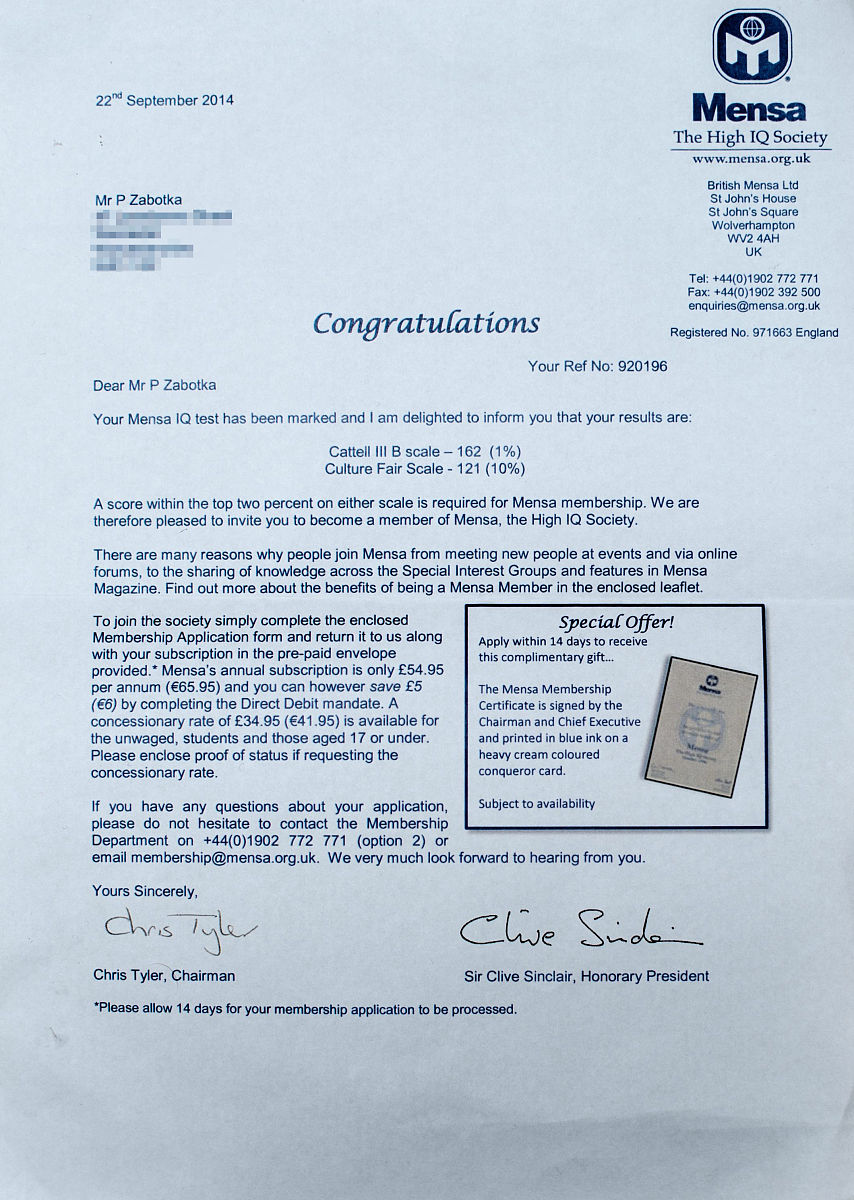 22nd September 2014
Mensa
The High IQ Society
www.mensa.org.uk
British Mensa Ltd
St John's House
St John's Square
Wolverhampton
WV2 4AH
UK
Tel: +44(0)1902 772 771
Fax: +44(0)1902 392 500
enquiries@mensa.org.uk
Registered No. 971663 England
Mr P Zabotka
Congratulations
Your Ref No: 920196
Dear Mr P Zabotka
Your Mensa IQ test has been marked and I am delighted to inform you that your results are:
Cattell III B scale – 162 (1%)
Culture Fair Scale - 121 (10%)
A score within the top two percent on either scale is required for Mensa membership. We are
therefore pleased to invite you to become a member of Mensa, the High IQ Society.
There are many reasons why people join Mensa from meeting new people at events and via online
forums, to the sharing of knowledge across the Special Interest Groups and features in Mensa
Magazine. Find out more about the benefits of being a Mensa Member in the enclosed leaflet.
To join the society simply complete the enclosed
Membership Application form and return it to us along
with your subscription in the pre-paid envelope
provided.* Mensa's annual subscription is only £54.95
per annum (€65.95) and you can however save £5
(€6) by completing the Direct Debit mandate. A
concessionary rate of £34.95 (€41.95) is available for
the unwaged, students and those aged 17 or under.
Please enclose proof of status if requesting the
concessionary rate.
Special Offer!
Apply within 14 days to receive
this complimentary gift...
The Mensa Membership
Certificate is signed by the
Chairman and Chief Executive
and printed in blue ink on a
heavy cream coloured
conqueror card.
Subject to availability
Mensa
If you have any questions about your application,
please do not hesitate to contact the Membership
Department on +44(0)1902 772 771 (option 2) or
email membership@mensa.org.uk. We very much look forward to hearing from you.
Yours Sincerely,
Chris Tyler
Clive Sinclair
Chris Tyler, Chairman
Sir Clive Sinclair, Honorary President
*Please allow 14 days for your membership application to be processed.